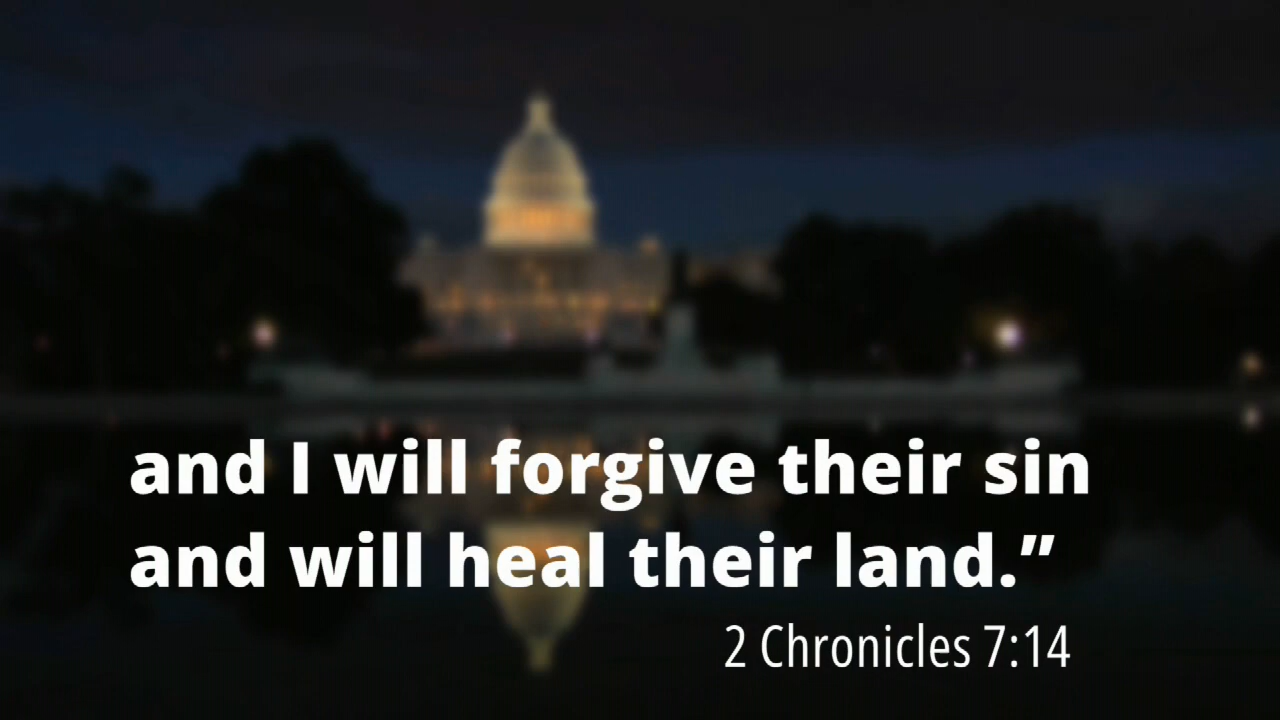 and I will forgive their sin
and will heal their land.”
2 Chronicles 7:14